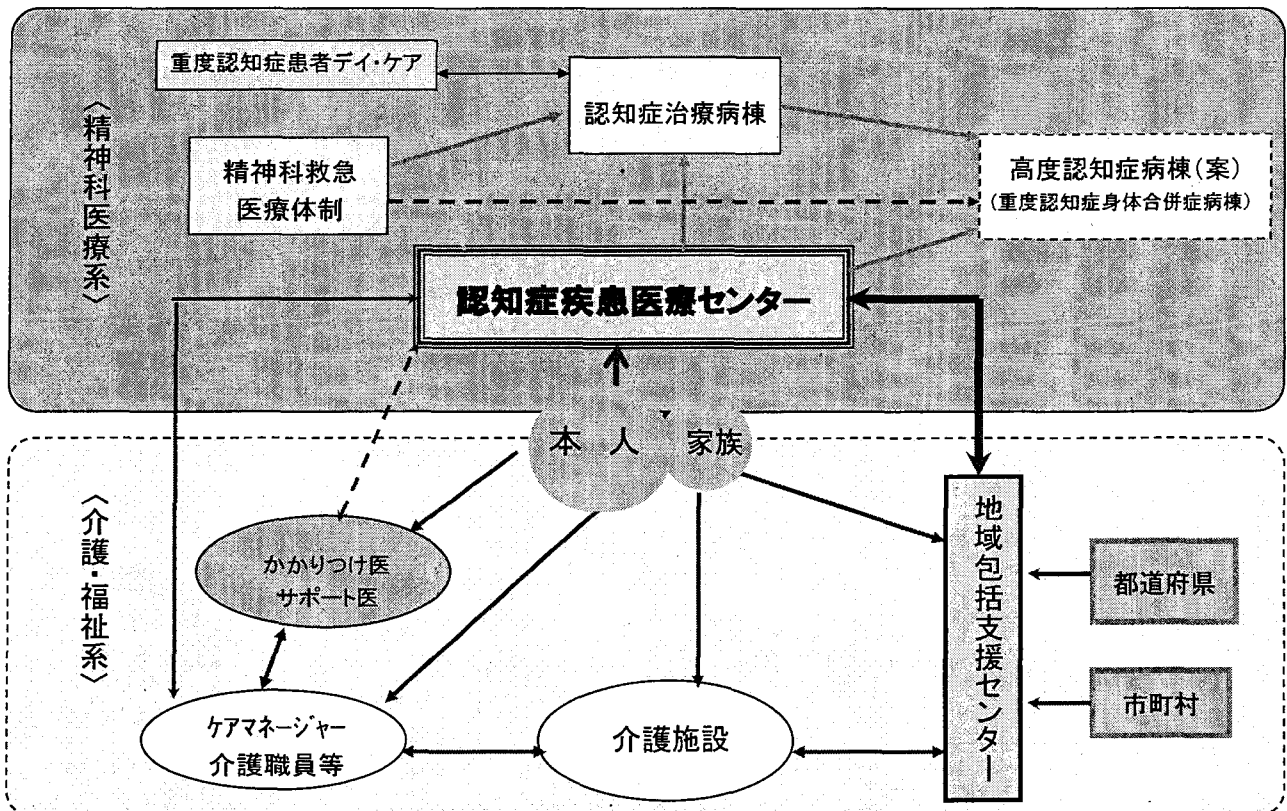 〈精神科医療系〉
重度認知症患者デイ・ケア
認知症治療病棟
精神科救急
医療体制
高度認知症病棟(案)
(重度認知症身体合併症病棟)
認知症疾患医療センター
本 人
家族
〈介護・福祉系〉
かかりつけ医
サポート医
地域包括支援センター
都道府県
市町村
ケアマネージャー
介護職員等
介護施設